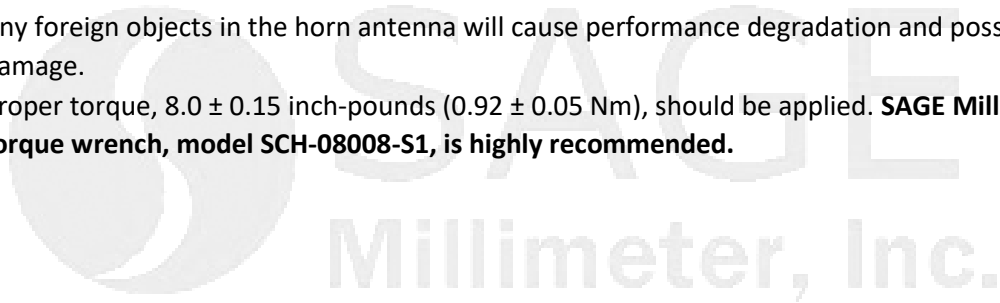 ny foreign objects in the horn antenna will cause performance degradation and poss
amage.
roper torque, 8.0 ± 0.15 inch-pounds (0.92 ± 0.05 Nm), should be applied. SAGE Mill
orque wrench, model SCH-08008-S1, is highly recommended.
SAGE
Millimeter, Inc.